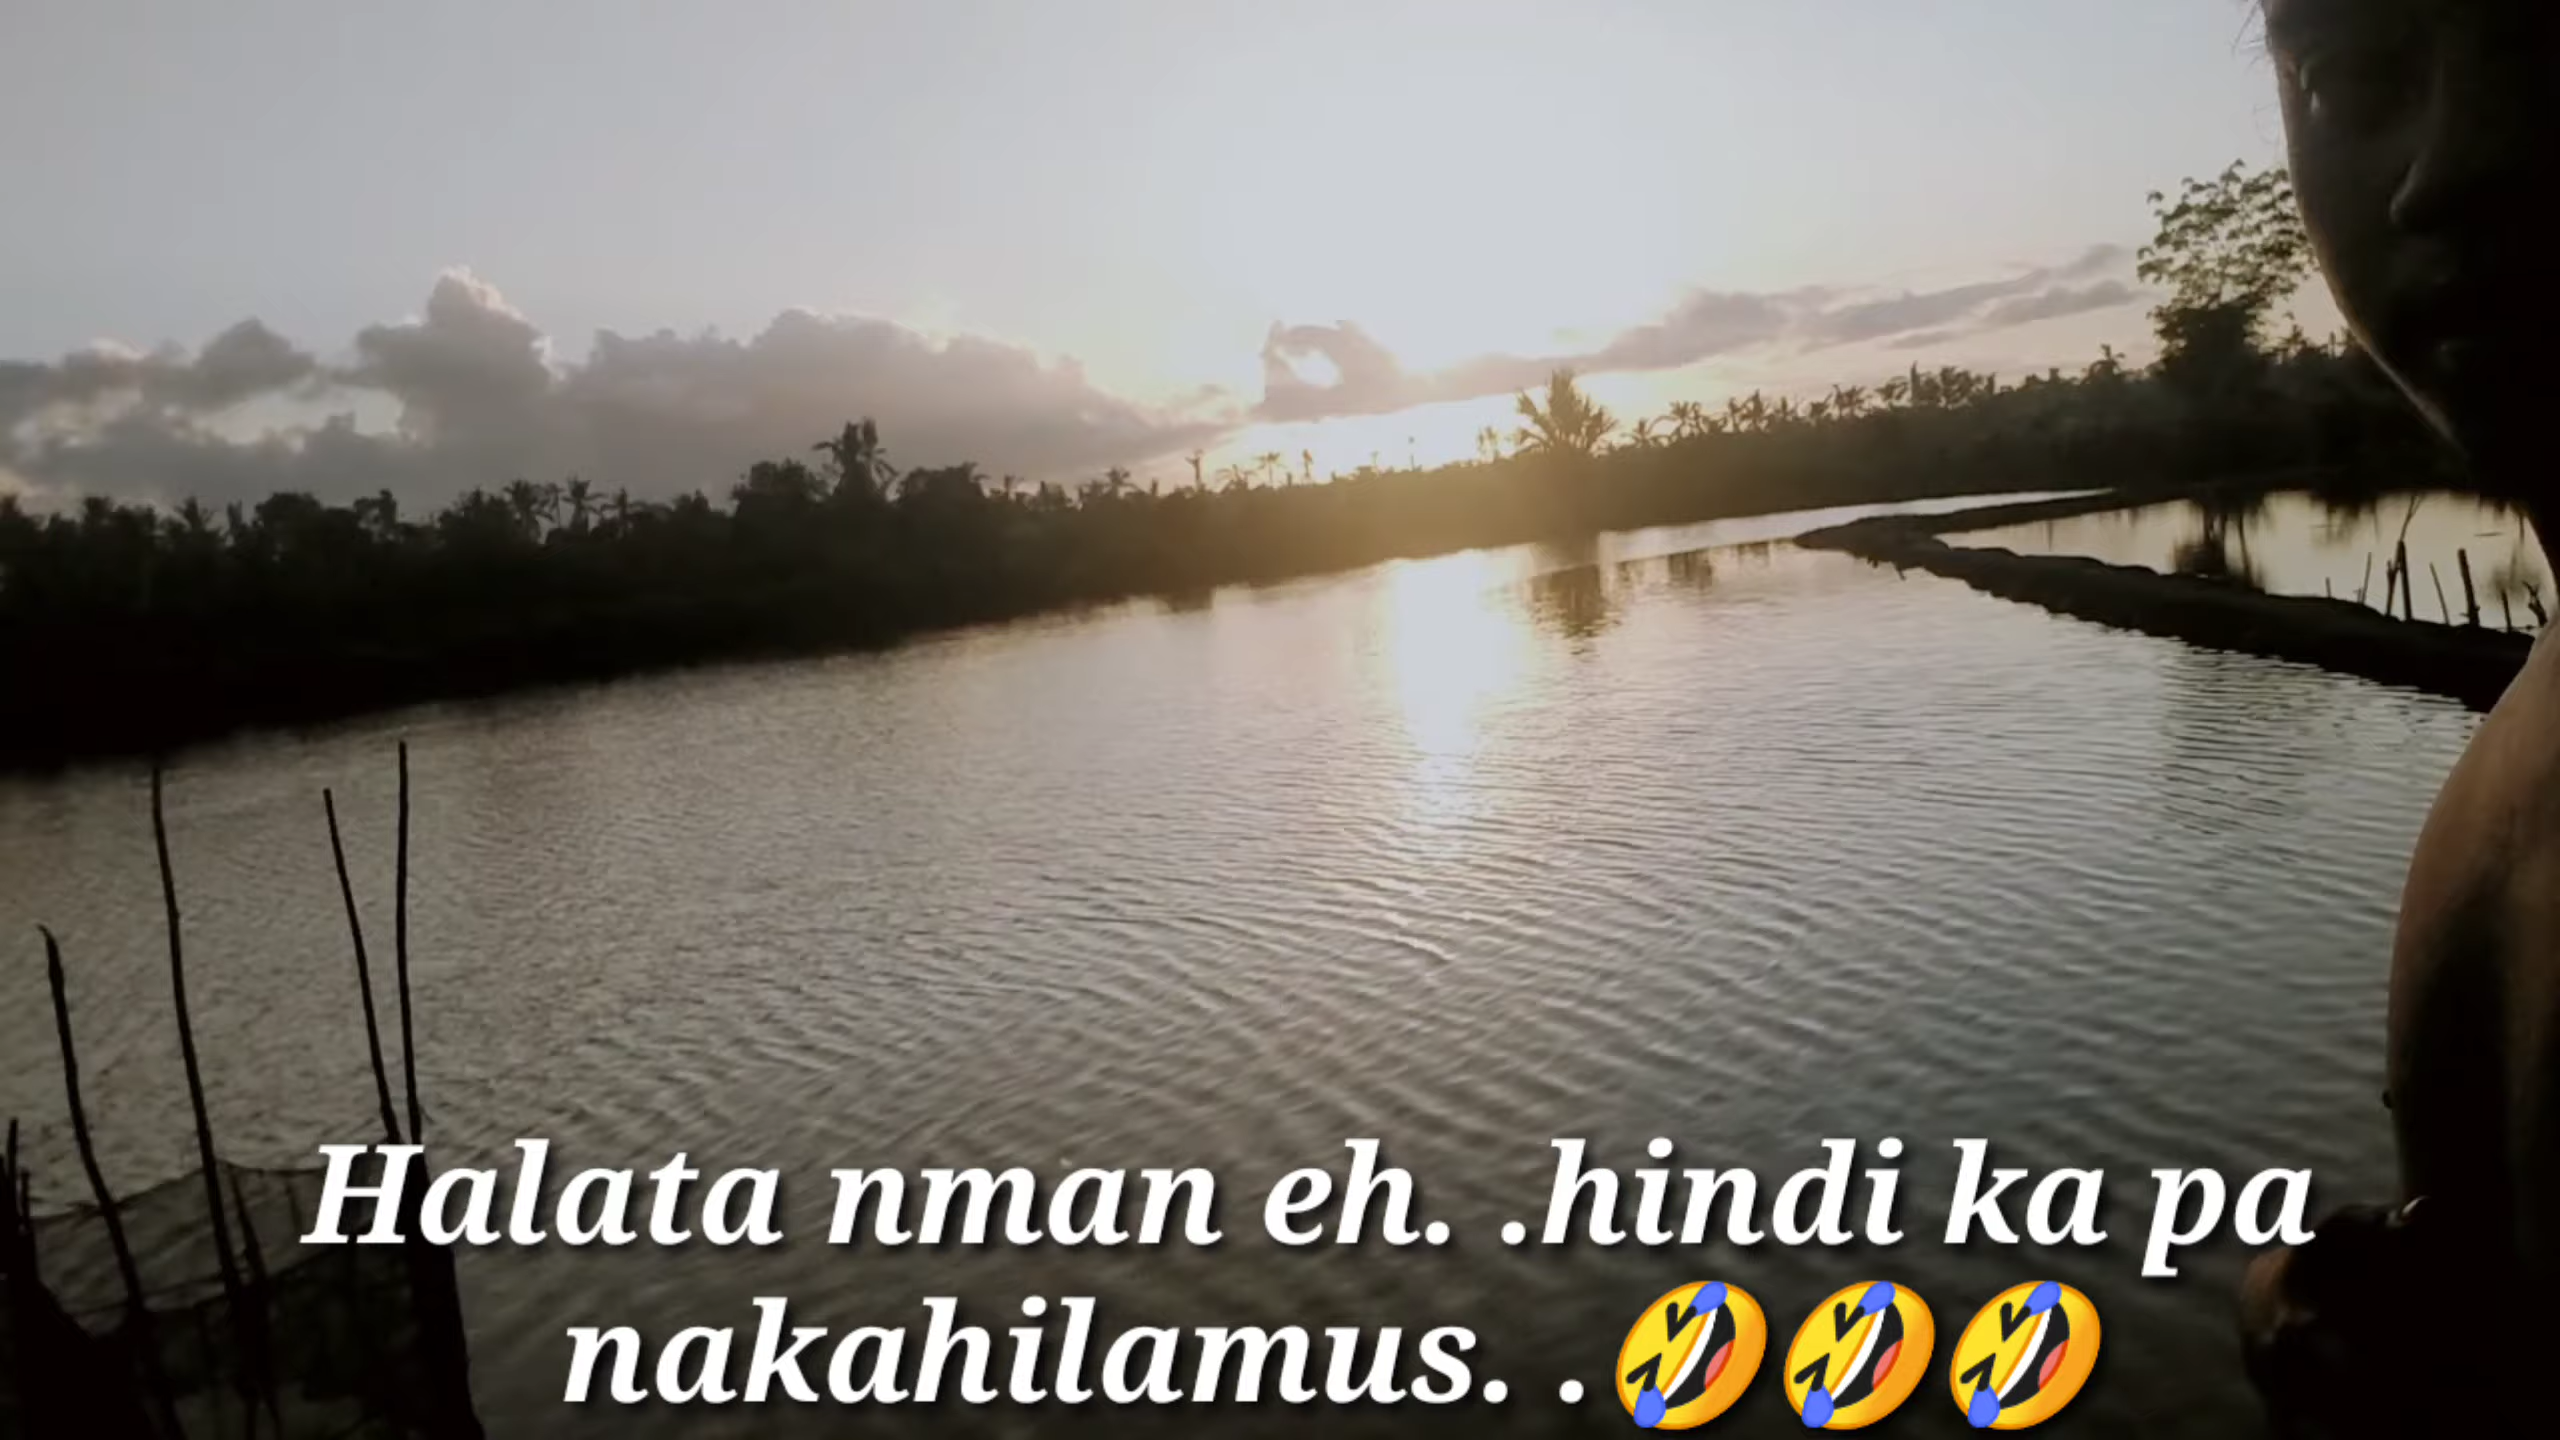 Halata nman eh. .hindi ka pa
nakahilamus. .🤣🤣🤣